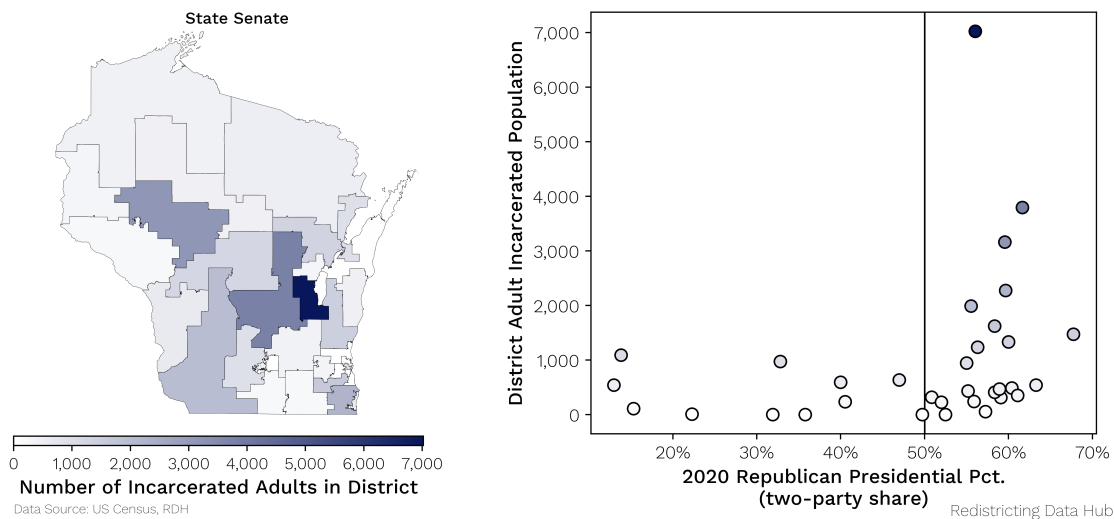 State Senate
0 1,000 2,000 3,000 4,000 5,000 6,000 7,000
Number of Incarcerated Adults in District
Data Source: US Census, RDH
District Adult Incarcerated Population
7,000
6,000
5,000
4,000
3,000
2,000
1,000
0
20% 30% 40% 50% 60% 70%
2020 Republican Presidential Pct.
(two-party share)
Redistricting Data Hub